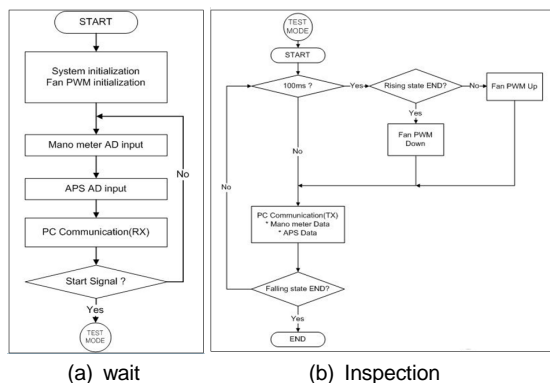 START
System initialization
Fan PWM initialization
Mano meter AD input
APS AD input
PC Communication(RX)
Start Signal ?
No
Yes
TEST
MODE
(a) wait
TEST
MODE
START
100ms ?
Yes
Rising state END?
No
Fan PWM Up
Yes
Fan PWM
Down
No
No
PC Communication(TX)
* Mano meter Data
* APS Data
Falling state END?
Yes
END
(b) Inspection